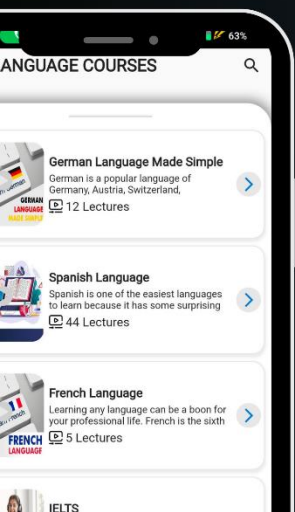 63%
ANGUAGE COURSES
German Language Made Simple
German is a popular language of
Germany, Austria, Switzerland,
12 Lectures
GERMAN
LANGUAGE
MADE SIMPLE
Spanish Language
Spanish is one of the easiest languages
to learn because it has some surprising
44 Lectures
French Language
Learning any language can be a boon for
your professional life. French is the sixth
5 Lectures
FRENCH
LANGUAGE
IELTS